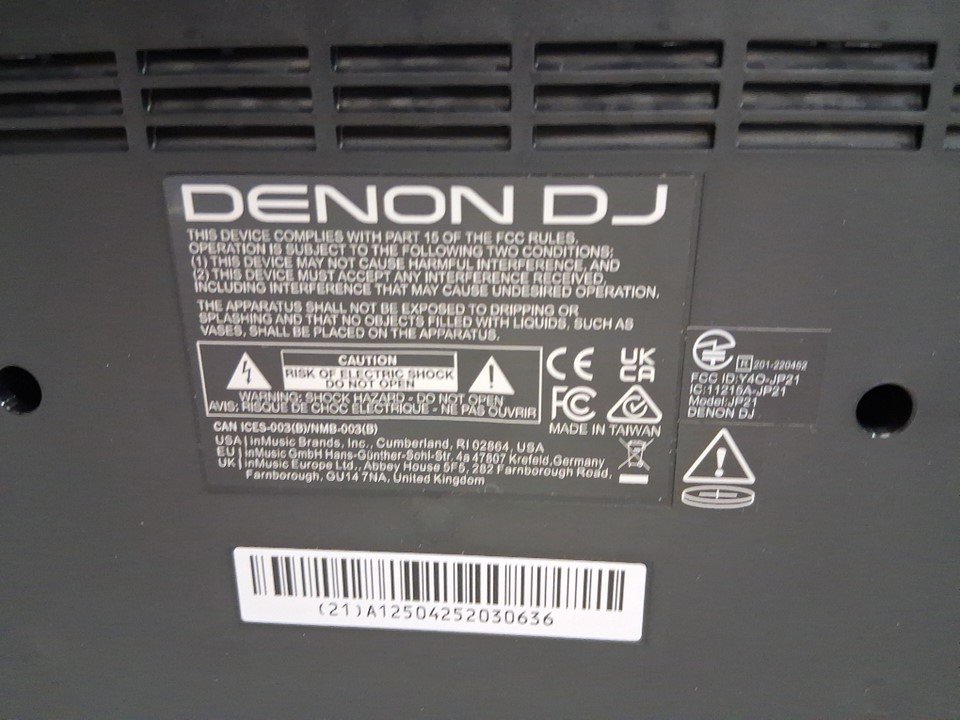 DENON DJ
THIS DEVICE COMPLIES WITH PART 15 OF THE FCC RULES.
OPERATION IS SUBJECT TO THE FOLLOWING TWO CONDITIONS:
(1) THIS DEVICE MAY NOT CAUSE HARMFUL INTERFERENCE, AND
(2) THIS DEVICE MUST ACCEPT ANY INTERFERENCE RECEIVED,
INCLUDING INTERFERENCE THAT MAY CAUSE UNDESIRED OPERATION.
THE APPARATUS SHALL NOT BE EXPOSED TO DRIPPING OR
SPLASHING AND THAT NO OBJECTS FILLED WITH LIQUIDS, SUCH AS
VASES, SHALL BE PLACED ON THE APPARATUS.
CAUTION
RISK OF ELECTRIC SHOCK
DO NOT OPEN
WARNING: SHOCK HAZARD - DO NOT OPEN
AVIS: RISQUE DE CHOC ÉLECTRIQUE - NE PAS OUVRIR
CE
UK
CA
FC
MADE IN TAIWAN
CAN ICES-003(B)/NMB-003(B)
USA | inMusic Brands, Inc., Cumberland, RI 02864, USA
EU | inMusic GmbH Hans-Günther-Sohl-Str. 4a 47807 Krefeld, Germany
UK | inMusic Europe Ltd., Abbey House 5F5, 282 Farnborough Road,
Farnborough, GU14 7NA, United Kingdom
R 201-220452
FCC ID:Y4O-JP21
IC:11216A-JP21
Model:JP21
DENON DJ
(21)A12504252030636